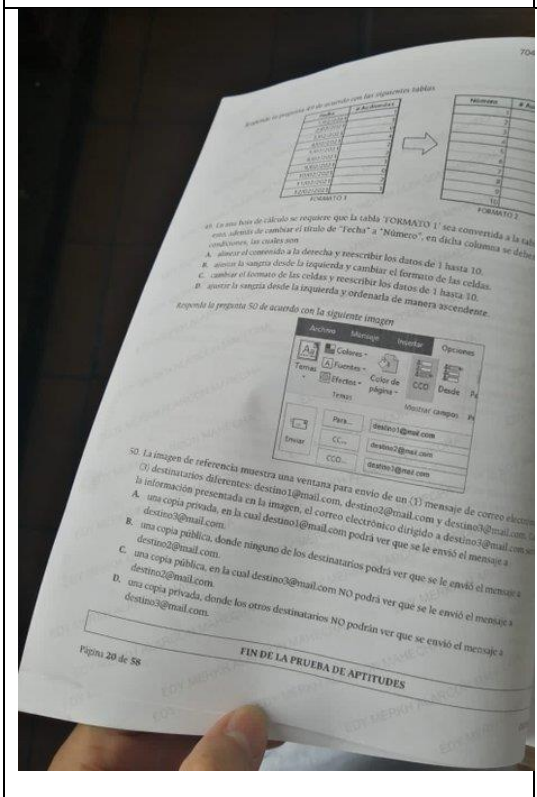 704
Responda la pregunta 49 de acuerdo con las siguientes tablas
Fecha
Número
1
5
6
7
8
9
10
FORMATO 1
FORMATO 2
49. En una hoja de cálculo se requiere que la tabla "FORMATO 1" sea convertida a la
esto, además de cambiar el título de "Fecha" a "Número", en dicha columna se
condiciones, las cuales son
A. alinear el contenido a la derecha y reescribir los datos de 1 hasta 10.
B. ajustar la sangría desde la izquierda y cambiar el formato de las celdas.
C. cambiar el formato de las celdas y reescribir los datos de 1 hasta 10.
D. ajustar la sangría desde la izquierda y ordenarla de manera ascendente.
Responda la pregunta 50 de acuerdo con la siguiente imagen
Archivo Mensaje Insertar Opciones
Temas
Colores
Fuentes
Efectos
Color de
página
CCO
Desde
Temas
Mostrar campos
Enviar
Para... destino1@mail.com
CC... destino2@mail.com
CCO... destino3@mail.com
50. La imagen de referencia muestra una ventana para envío de un (1) mensaje de correo
(3) destinatarios diferentes: destino1@mail.com, destino2@mail.com y destino3@mail.com.
la información presentada en la imagen, el correo electrónico dirigido a destino3@mail.com
A. una copia privada, en la cual destino1@mail.com podrá ver que se le envió el mensaje a
destino3@mail.com.
B. una copia pública, donde ninguno de los destinatarios podrá ver que se le envió el mensaje a
destino2@mail.com.
C. una copia pública, en la cual destino3@mail.com NO podrá ver que se le envió el mensaje a
destino2@mail.com.
D. una copia privada, donde los otros destinatarios NO podrán ver que se envió el mensaje a
destino3@mail.com.
FIN DE LA PRUEBA DE APTITUDES
Página 20 de 58